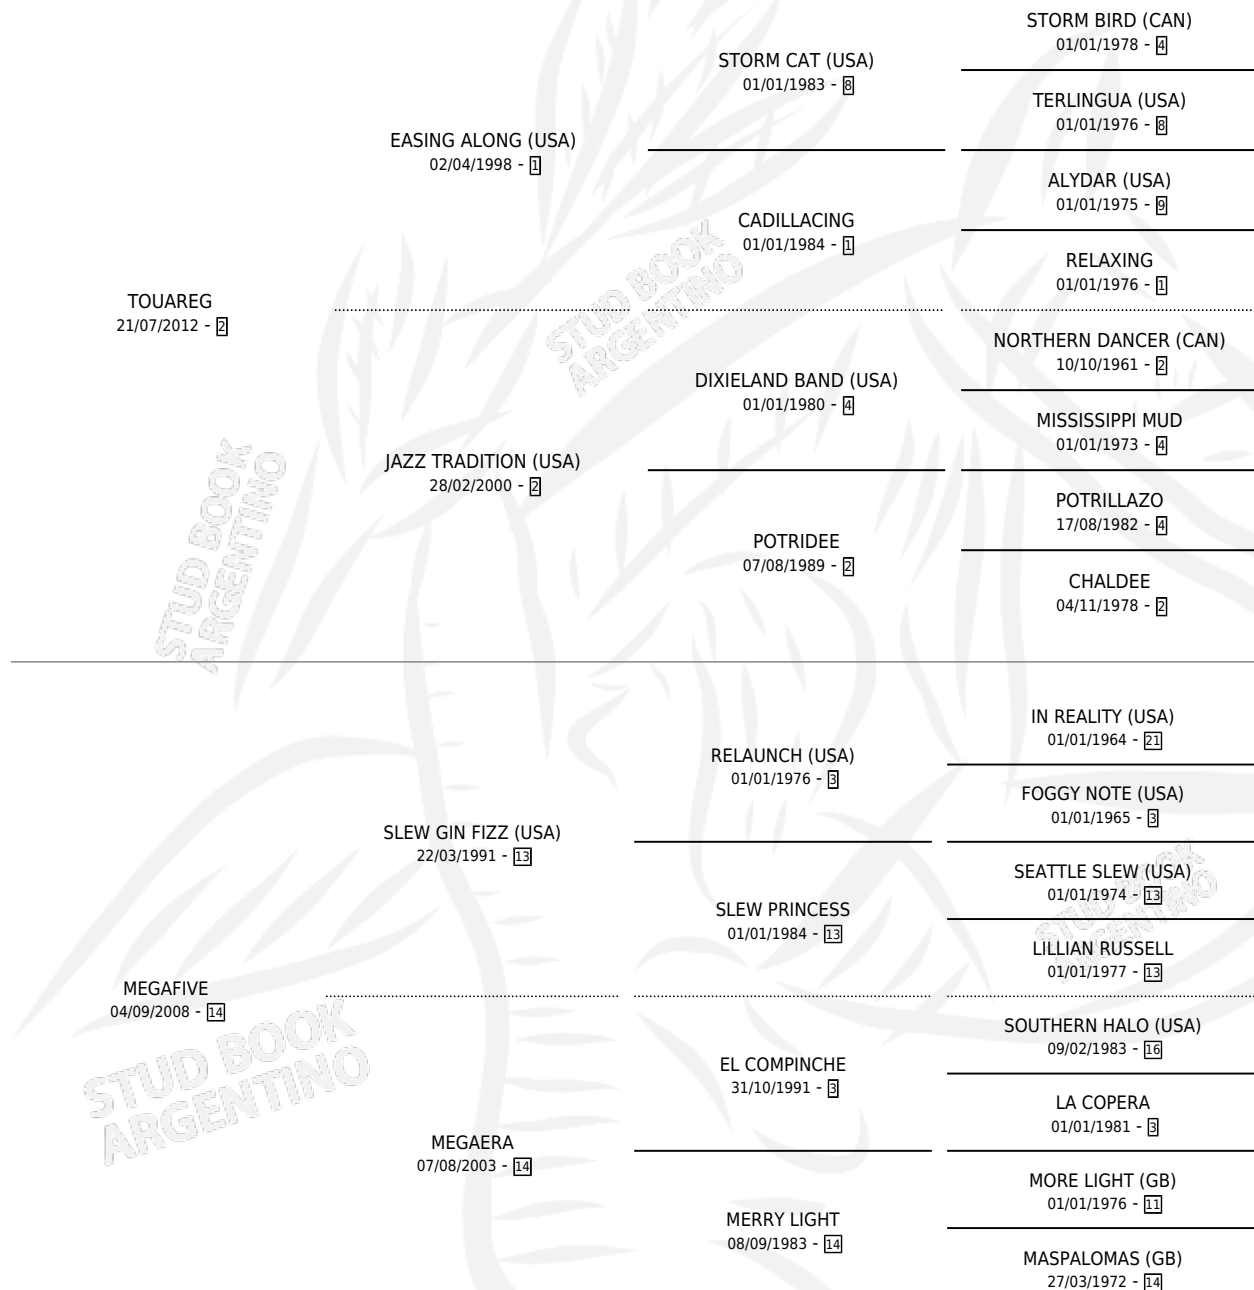 STORM BIRD (CAN)
01/01/1978 - 4
STORM CAT (USA)
01/01/1983 - 8
TERLINGUA (USA)
01/01/1976 - 8
EASING ALONG (USA)
02/04/1998 - 1
ALYDAR (USA)
01/01/1975 - 9
CADILLACING
01/01/1984 - 1
RELAXING
01/01/1976 - 1
TOUAREG
21/07/2012 - 2
STUD BOOK
ARGENTINO
NORTHERN DANCER (CAN)
10/10/1961 - 2
DIXIELAND BAND (USA)
01/01/1980 - 4
MISSISSIPPI MUD
01/01/1973 - 4
JAZZ TRADITION (USA)
28/02/2000 - 2
POTRILLAZO
17/08/1982 - 4
POTRIDEE
07/08/1989 - 2
CHALDEE
04/11/1978 - 2
STUD BOOK
ARGENTINO
IN REALITY (USA)
01/01/1964 - 21
RELAUNCH (USA)
01/01/1976 - 3
FOGGY NOTE (USA)
01/01/1965 - 3
SLEW GIN FIZZ (USA)
22/03/1991 - 13
SEATTLE SLEW (USA)
01/01/1974 - 13
SLEW PRINCESS
01/01/1984 - 13
STUD BOOK
ARGENTINO
LILLIAN RUSSELL
01/01/1977 - 13
MEGAFIVE
04/09/2008 - 14
STUD BOOK
ARGENTINO
SOUTHERN HALO (USA)
09/02/1983 - 16
EL COMPINCHE
31/10/1991 - 3
LA COPERA
01/01/1981 - 3
MEGAERA
07/08/2003 - 14
MORE LIGHT (GB)
01/01/1976 - 11
MERRY LIGHT
08/09/1983 - 14
MASPALOMAS (GB)
27/03/1972 - 14